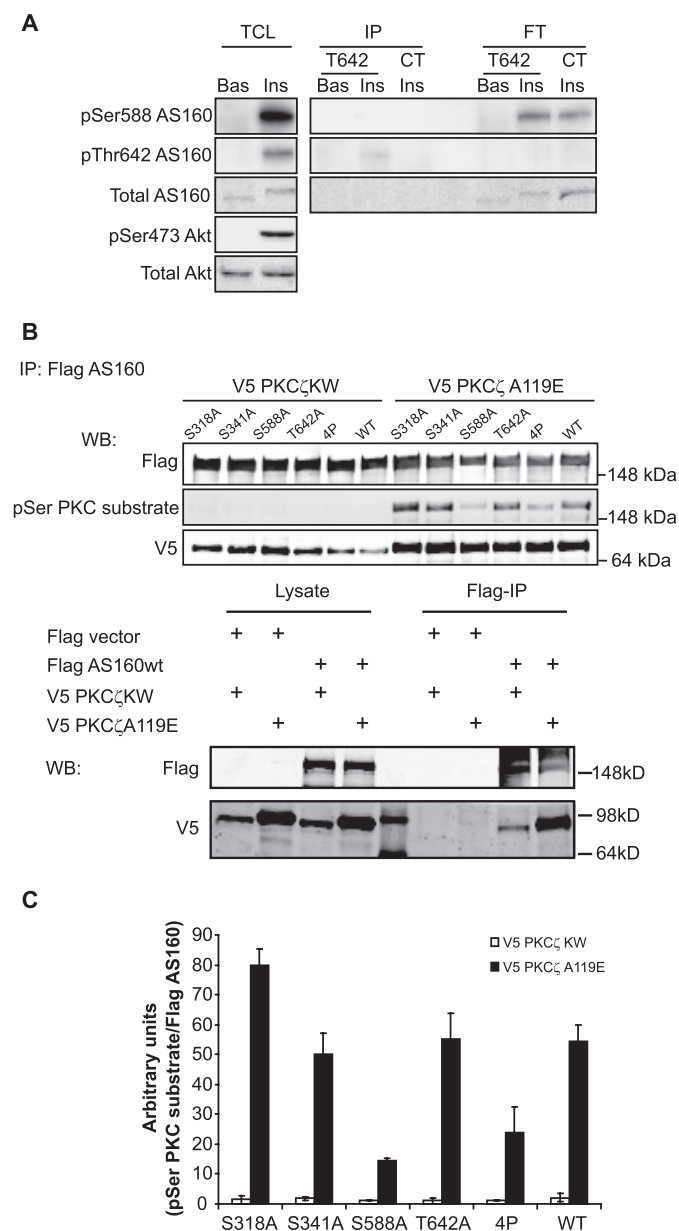 A
TCL IP FT
T642 CT T642 CT
Bas Ins Bas Ins Ins Bas Ins Ins
pSer588 AS160
pThr642 AS160
Total AS160
pSer473 Akt
Total Akt
B
IP: Flag AS160
V5 PKCζKW V5 PKCζ A119E
WB: S318A S341A S588A T642A 4P WT S318A S341A S588A T642A 4P WT
Flag
148 kDa
pSer PKC substrate
148 kDa
V5
64 kDa
Lysate Flag-IP
Flag vector + + + +
Flag AS160wt + + + +
V5 PKCζKW + + + +
V5 PKCζA119E + + + +
WB: Flag
148kD
98kD
V5
64kD
C
Arbitrary units
(pSer PKC substrate/Flag AS160)
90
80
70
60
50
40
30
20
10
0
V5 PKCζ KW
V5 PKCζ A119E
S318A S341A S588A T642A 4P WT